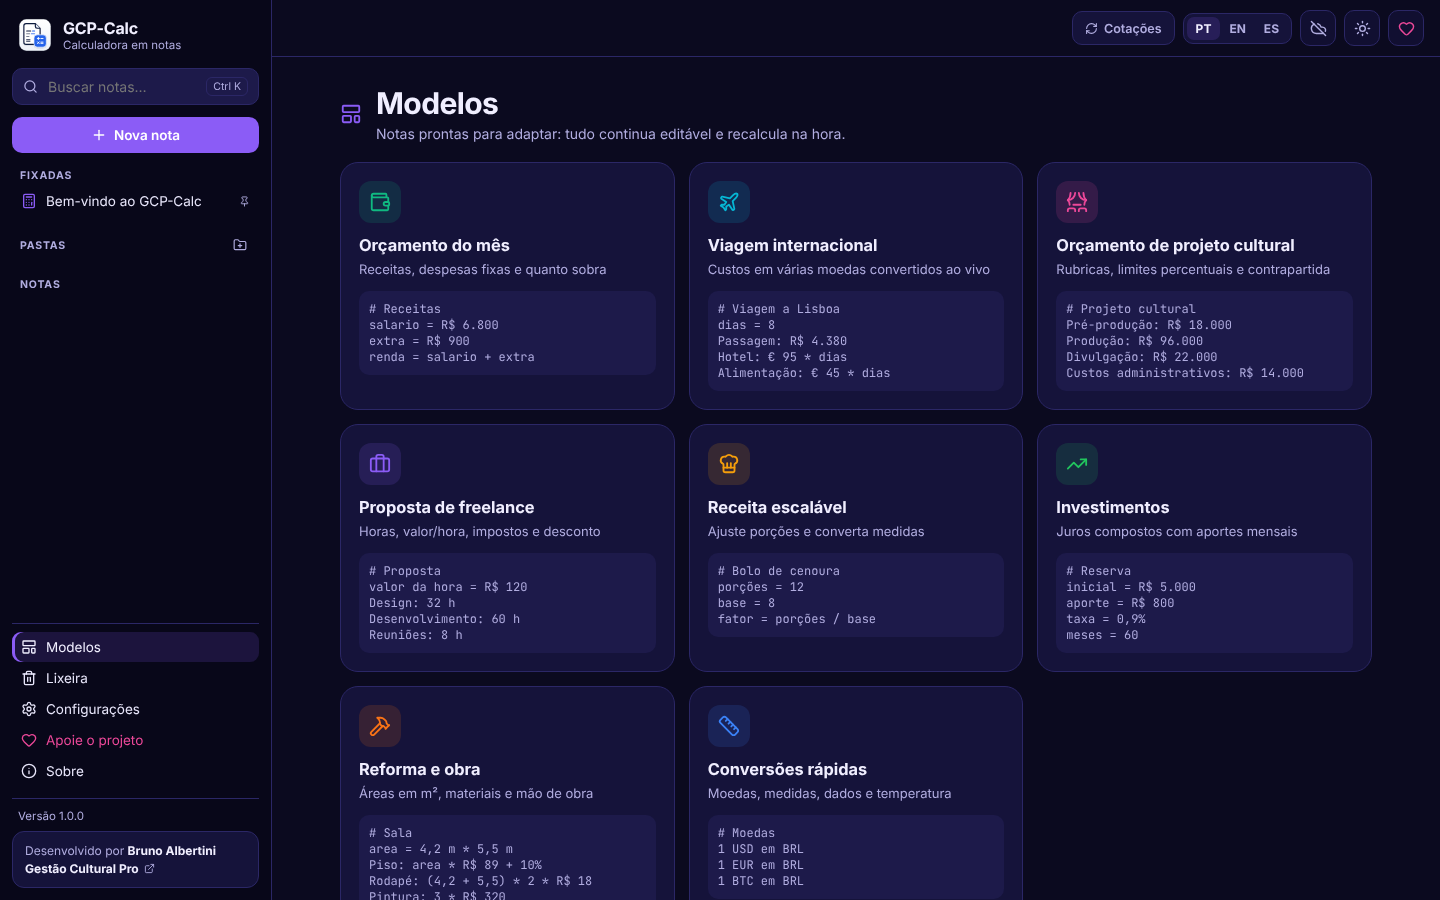 GCP-Calc
Calculadora em notas
Buscar notas...
Ctrl K
Nova nota
FIXADAS
Bem-vindo ao GCP-Calc
PASTAS
NOTAS
Modelos
Lixeira
Configurações
Apoie o projeto
Sobre
Versão 1.0.0
Desenvolvido por Bruno Albertini
Gestão Cultural Pro
Cotações
PT
EN
ES
Modelos
Notas prontas para adaptar: tudo continua editável e recalcula na hora.
Orçamento do mês
Receitas, despesas fixas e quanto sobra
# Receitas
salario = R$ 6.800
extra = R$ 900
renda = salario + extra
Viagem internacional
Custos em várias moedas convertidos ao vivo
# Viagem a Lisboa
dias = 8
Passagem: R$ 4.380
Hotel: € 95 * dias
Alimentação: € 45 * dias
Orçamento de projeto cultural
Rubricas, limites percentuais e contrapartida
# Projeto cultural
Pré-produção: R$ 18.000
Produção: R$ 96.000
Divulgação: R$ 22.000
Custos administrativos: R$ 14.000
Proposta de freelance
Horas, valor/hora, impostos e desconto
# Proposta
valor da hora = R$ 120
Design: 32 h
Desenvolvimento: 60 h
Reuniões: 8 h
Receita escalável
Ajuste porções e converta medidas
# Bolo de cenoura
porções = 12
base = 8
fator = porções / base
Investimentos
Juros compostos com aportes mensais
# Reserva
inicial = R$ 5.000
aporte = R$ 800
taxa = 0,9%
meses = 60
Reforma e obra
Áreas em m², materiais e mão de obra
# Sala
area = 4,2 m * 5,5 m
Piso: area * R$ 89 + 10%
Rodapé: (4,2 + 5,5) * 2 * R$ 18
Pintura: 3 * R$ 320
Conversões rápidas
Moedas, medidas, dados e temperatura
# Moedas
1 USD em BRL
1 EUR em BRL
1 BTC em BRL